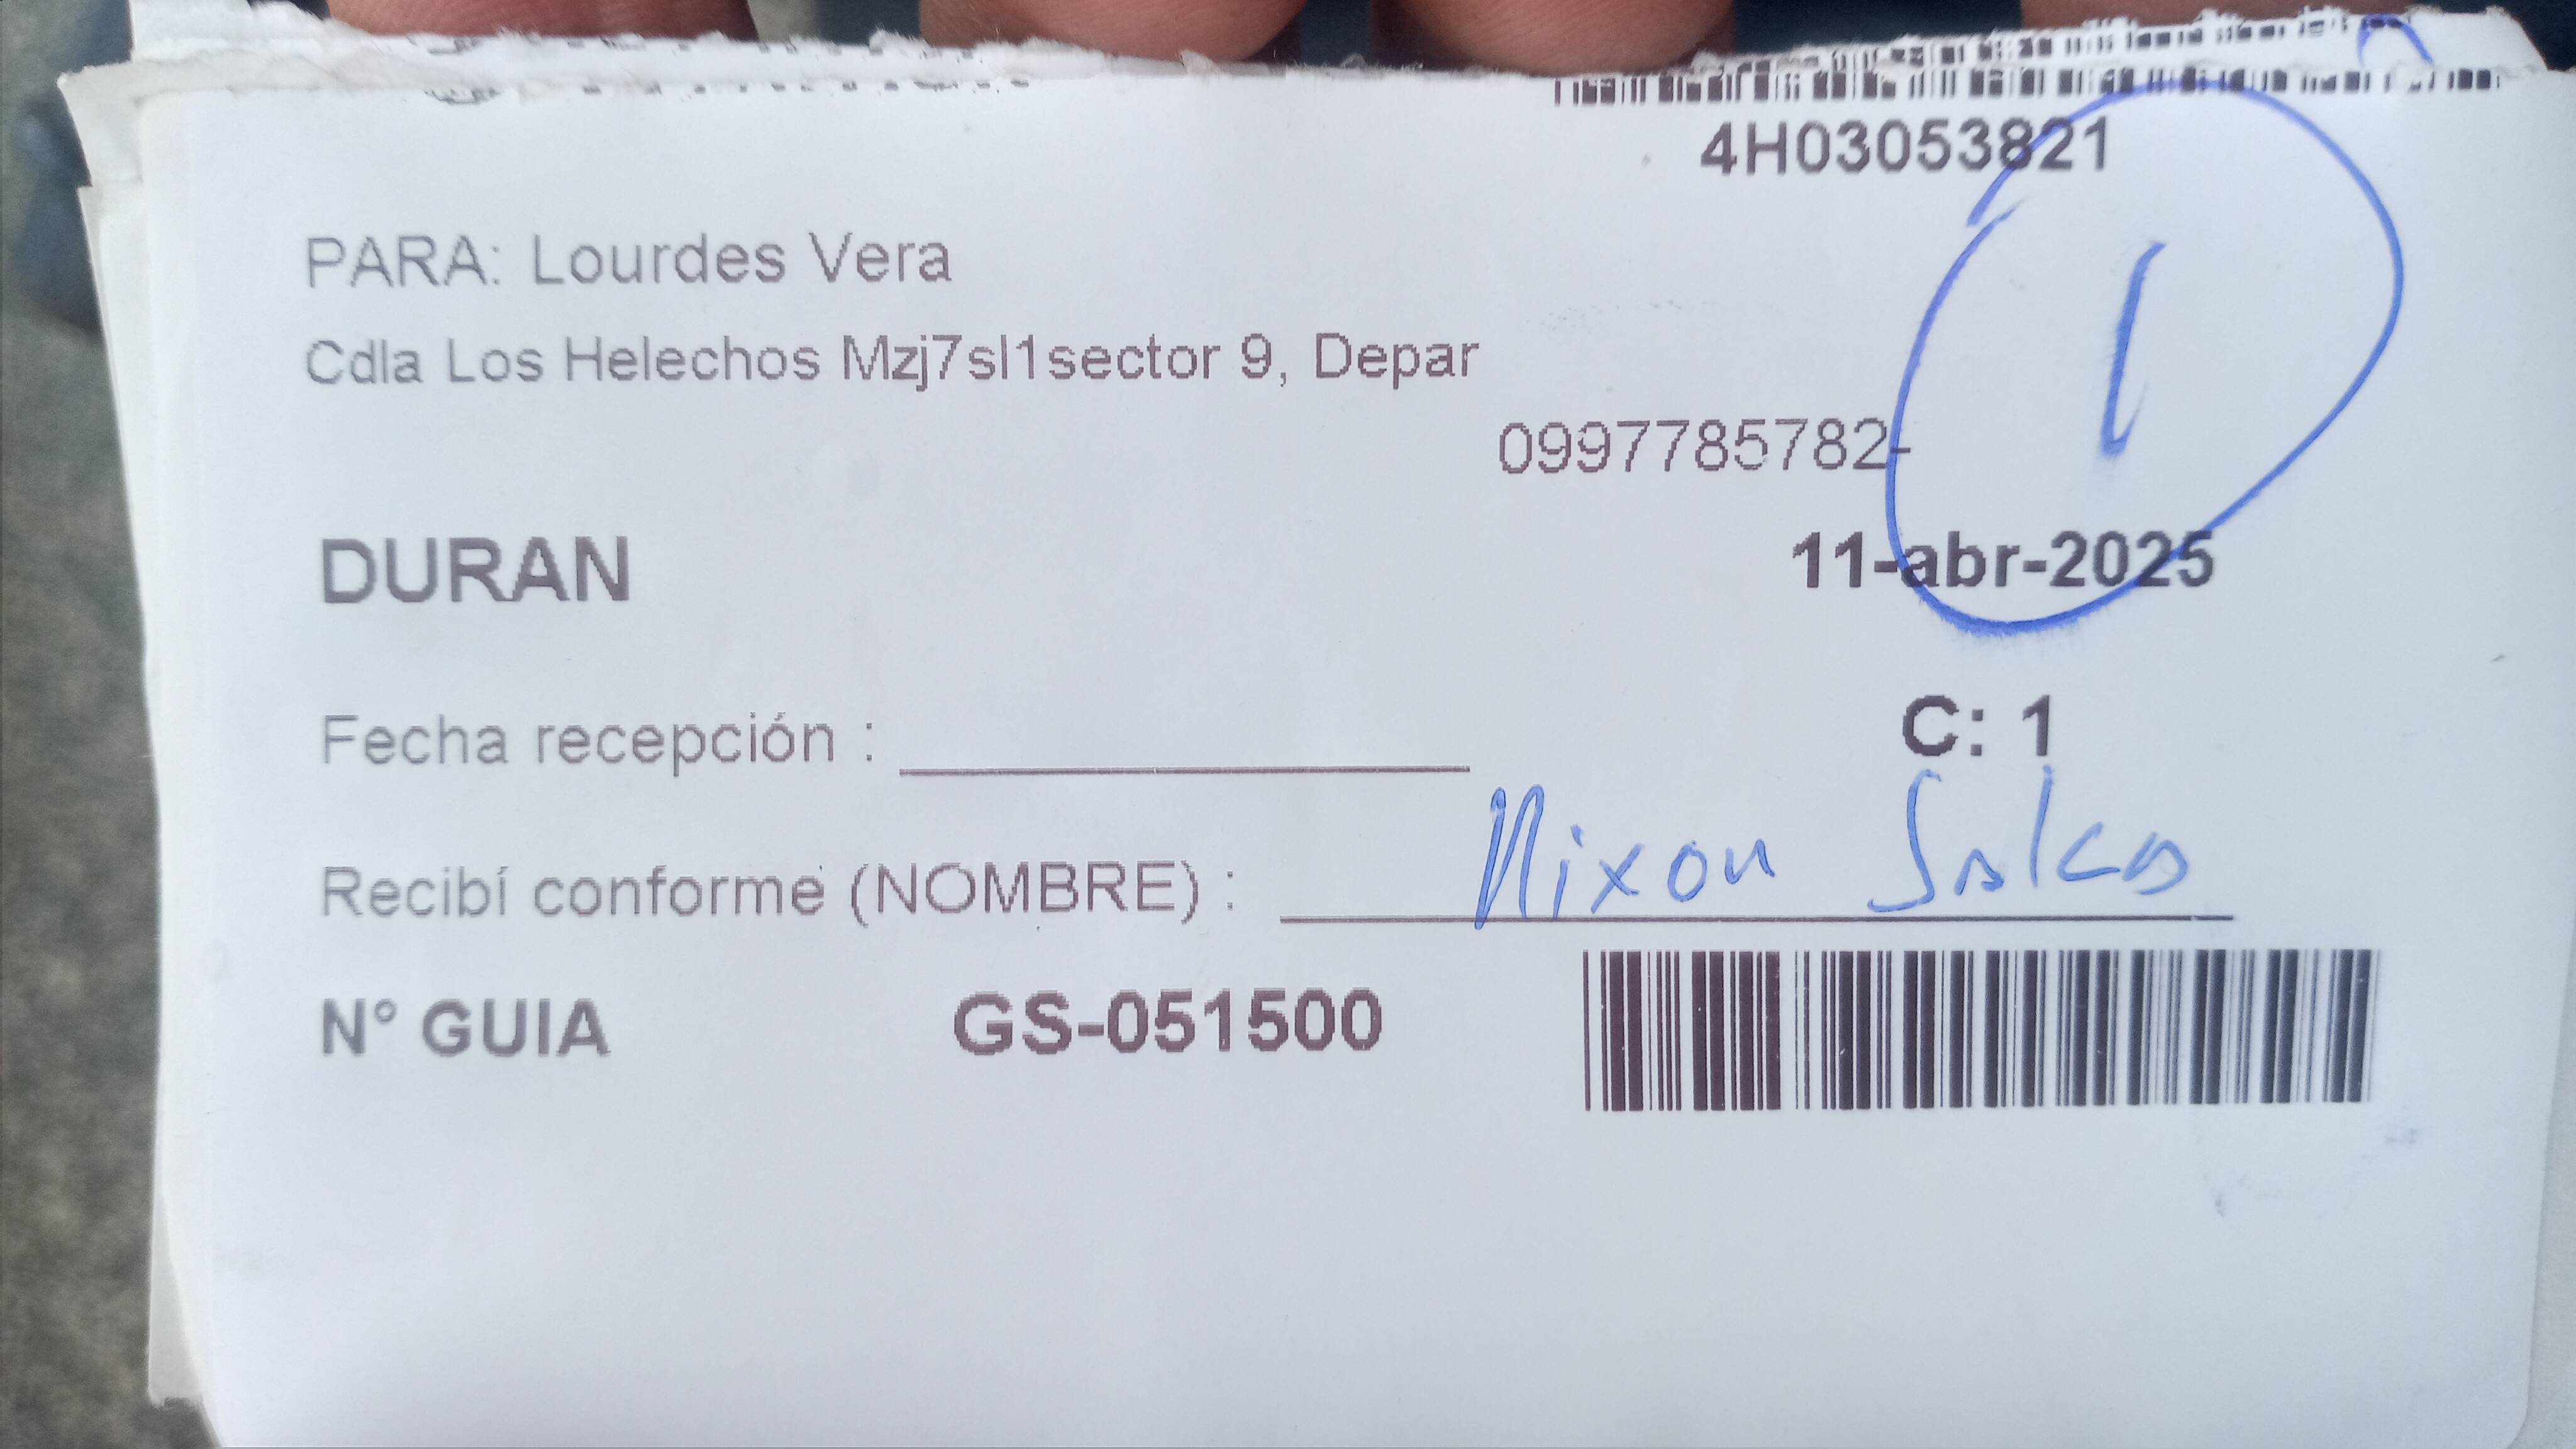 4H03053821
PARA: Lourdes Vera
1
Cdla Los Helechos Mzj7sl1sector 9, Depar
0997785782-
DURAN
11-abr-2025
Fecha recepción :
C: 1
Recibí conforme (NOMBRE) : Nixon
N° GUIA GS-051500